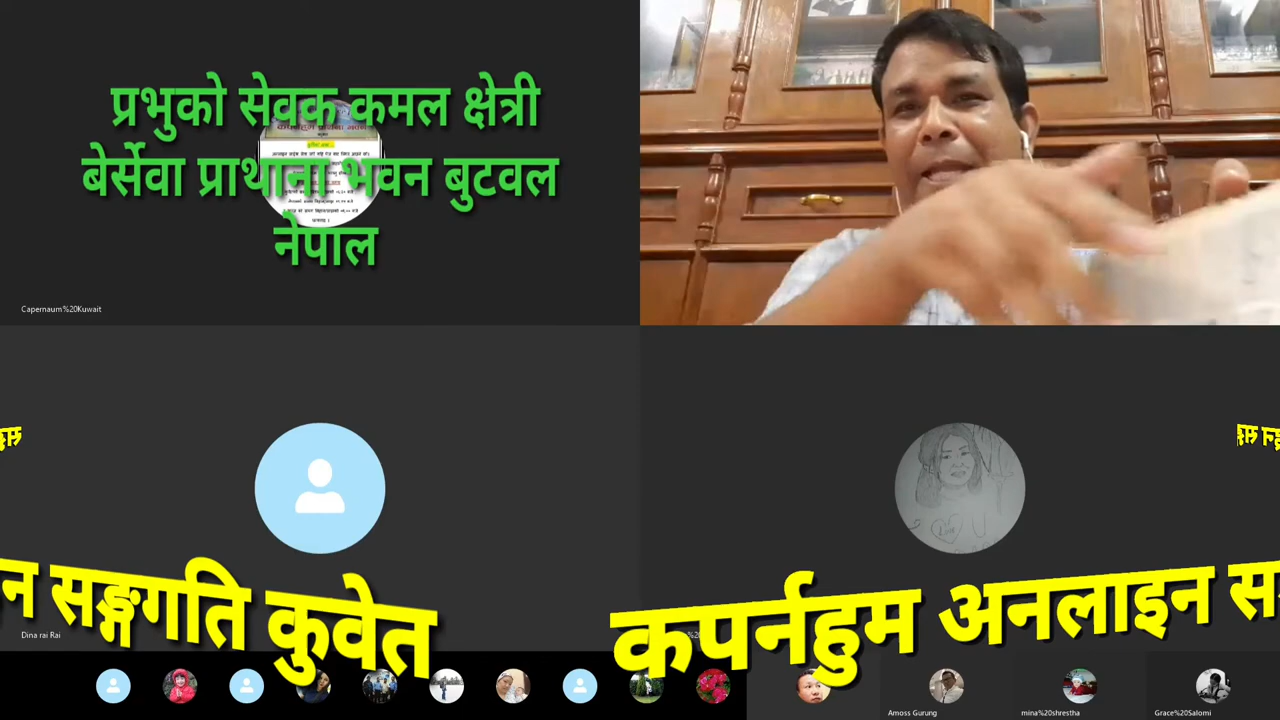 प्रभुको सेवक कमल क्षेत्री
बेर्सेवा प्राथाना भवन बुटवल
नेपाल
Capernaum%20Kuwait
न सङ्गगति कुवेत
कपर्नहुम अनलाइन
Dina rai Rai
Amoss Gurung
mina%20shrestha
Grace%20Salomi